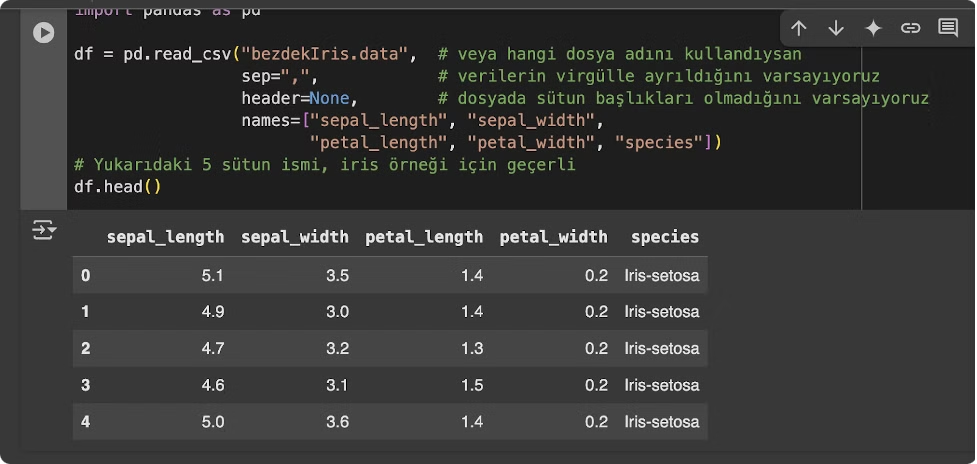 import pandas as pd
df = pd.read_csv("bezdekIris.data",  # veya hangi dosya adını kullandıysan
sep=",",  # verilerin virgülle ayrıldığını varsayıyoruz
header=None,  # dosyada sütun başlıkları olmadığını varsayıyoruz
names=["sepal_length", "sepal_width",
"petal_length", "petal_width", "species"])
# Yukarıdaki 5 sütun ismi, iris örneği için geçerli
df.head()
sepal_length sepal_width petal_length petal_width species
0 5.1 3.5 1.4 0.2 Iris-setosa
1 4.9 3.0 1.4 0.2 Iris-setosa
2 4.7 3.2 1.3 0.2 Iris-setosa
3 4.6 3.1 1.5 0.2 Iris-setosa
4 5.0 3.6 1.4 0.2 Iris-setosa